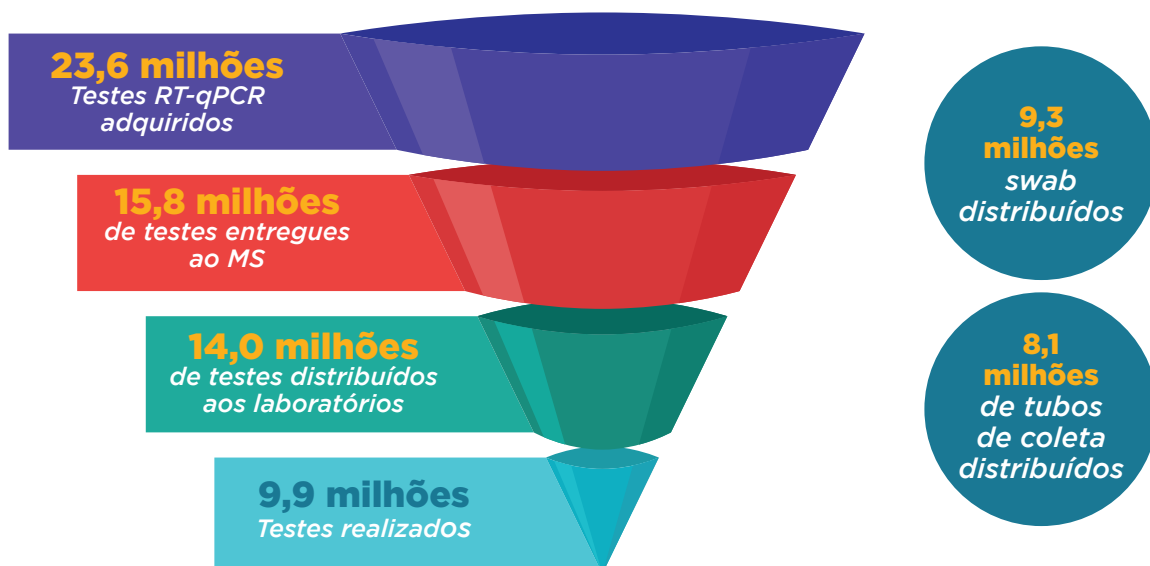 23,6 milhões
Testes RT-qPCR
adquiridos
15,8 milhões
de testes entregues
ao MS
14,0 milhões
de testes distribuídos
aos laboratórios
9,9 milhões
Testes realizados
9,3
milhões
swab
distribuídos
8,1
milhões
de tubos
de coleta
distribuídos